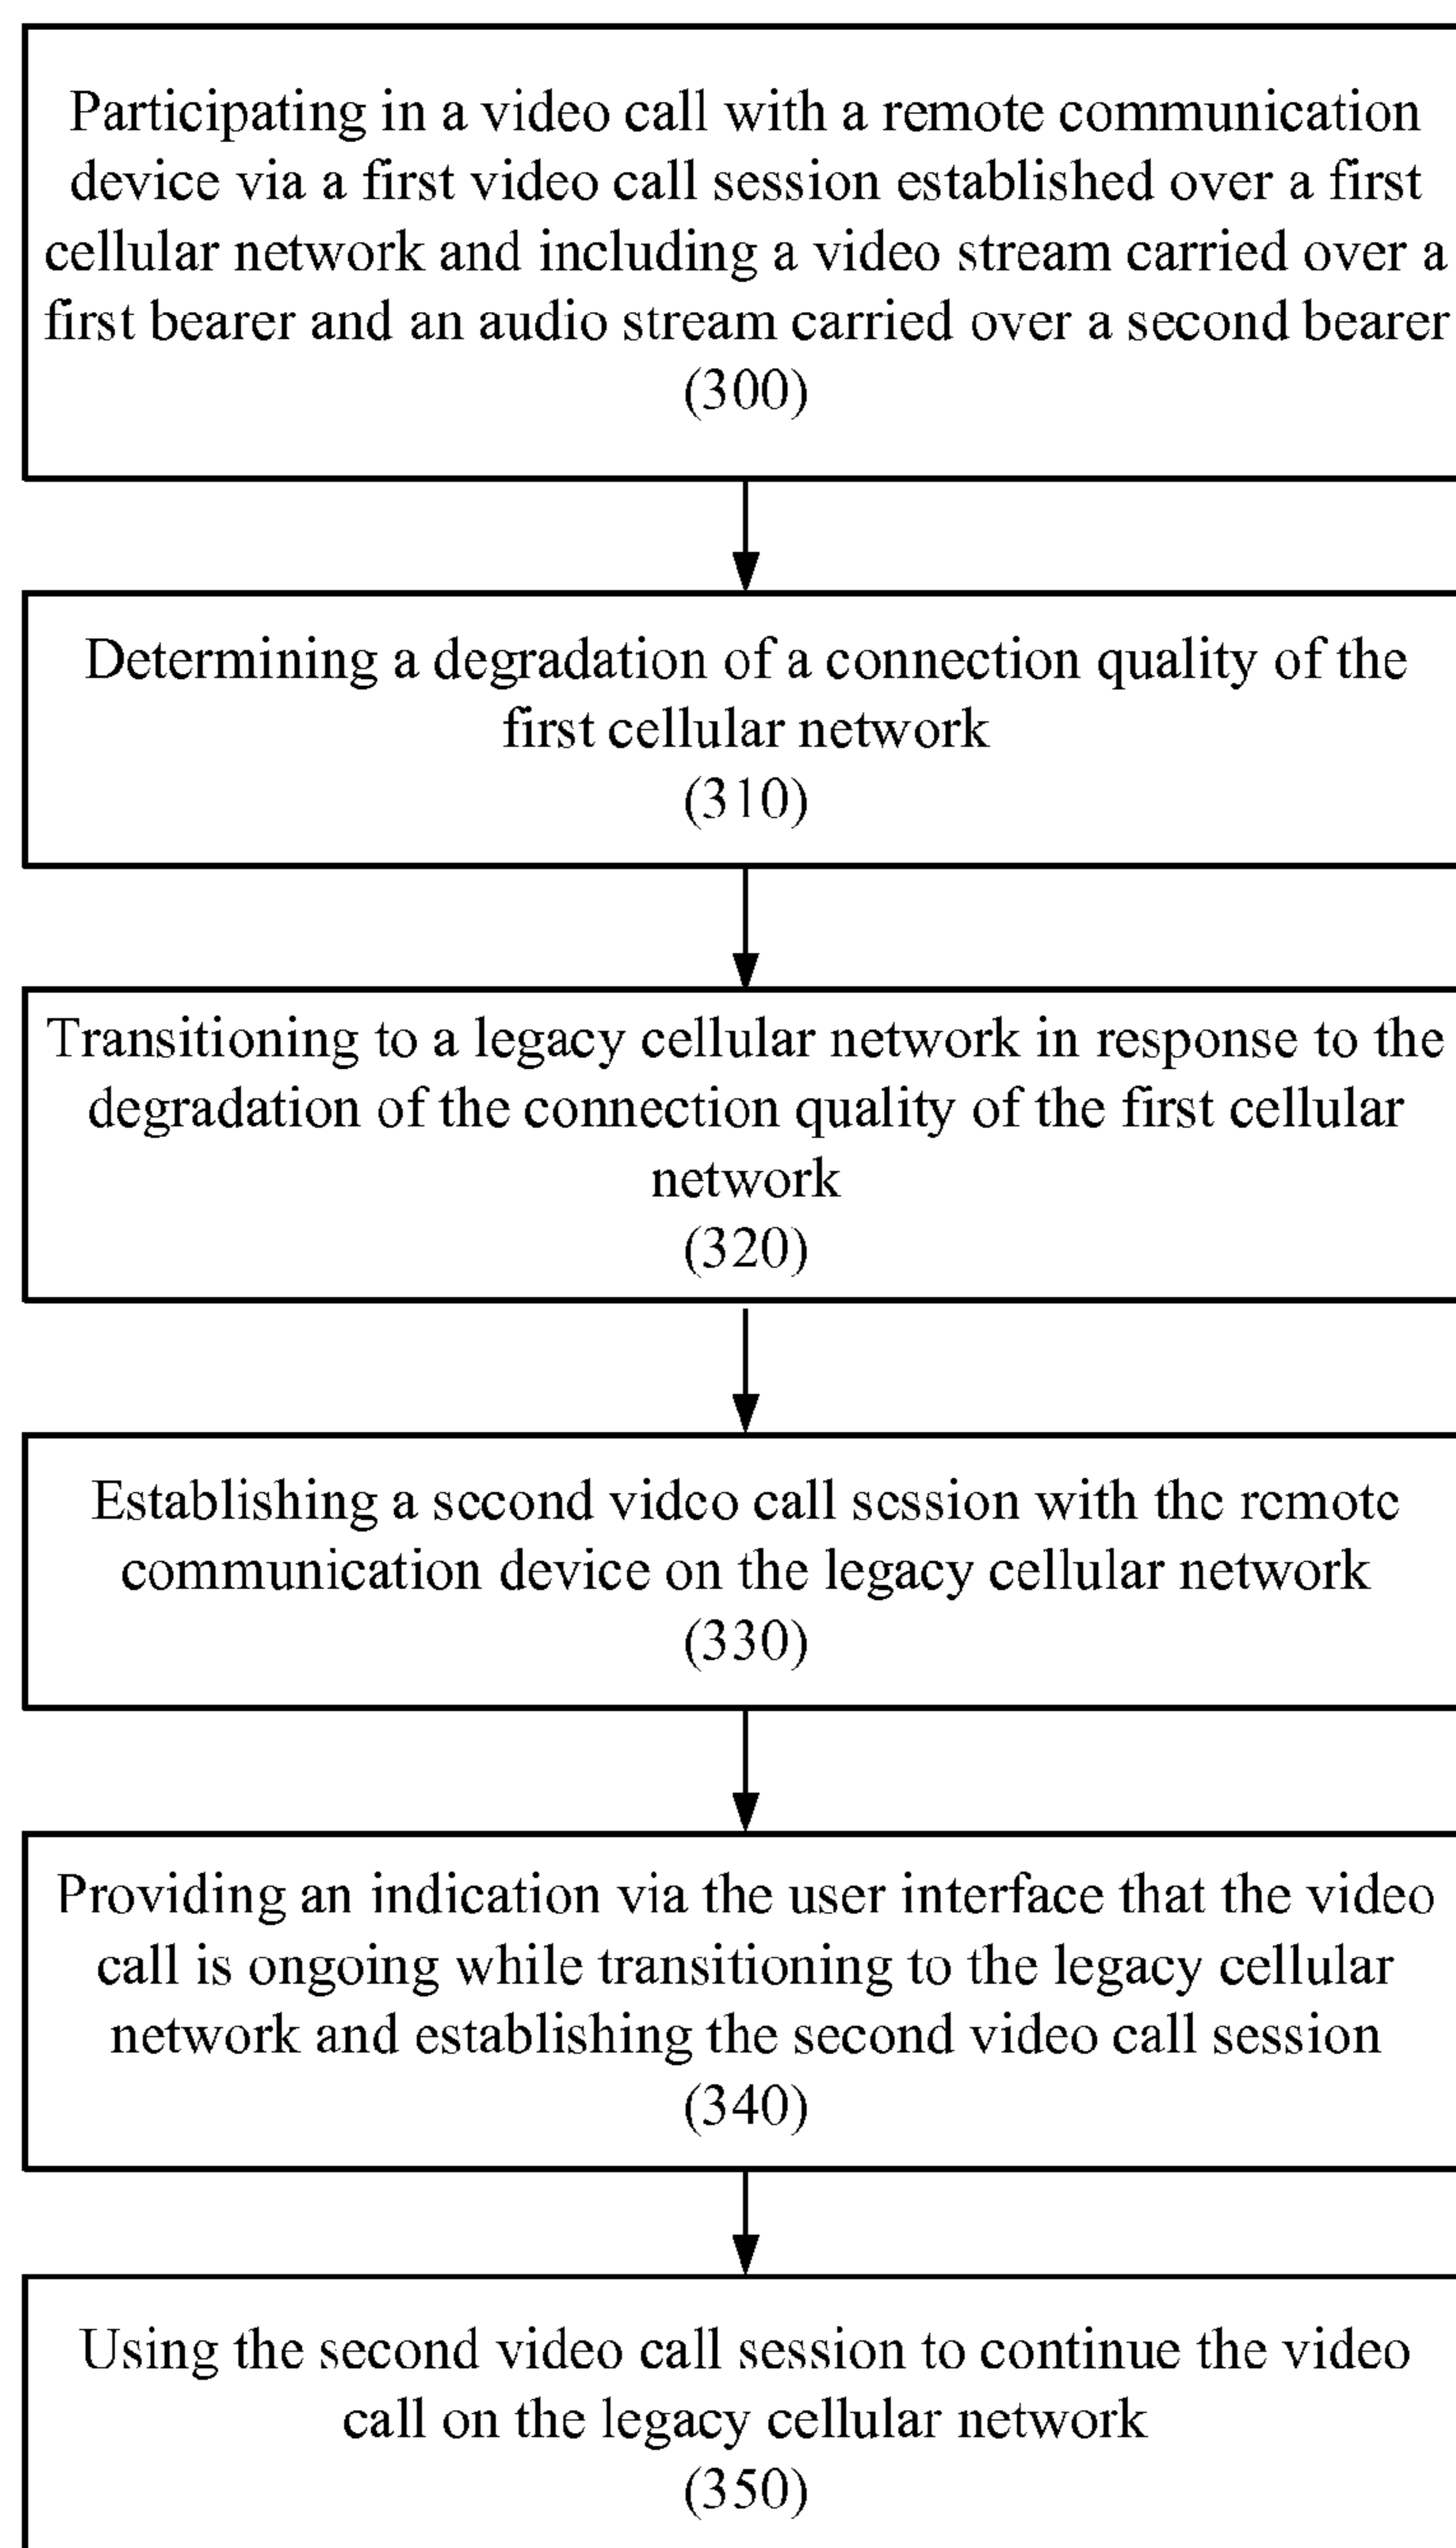 Participating in a video call with a remote communication
device via a first video call session established over a first
cellular network and including a video stream carried over a
first bearer and an audio stream carried over a second bearer
(300)
Determining a degradation of a connection quality of the
first cellular network
(310)
Transitioning to a legacy cellular network in response to the
degradation of the connection quality of the first cellular
network
(320)
Establishing a second video call session with the remote
communication device on the legacy cellular network
(330)
Providing an indication via the user interface that the video
call is ongoing while transitioning to the legacy cellular
network and establishing the second video call session
(340)
Using the second video call session to continue the video
call on the legacy cellular network
(350)